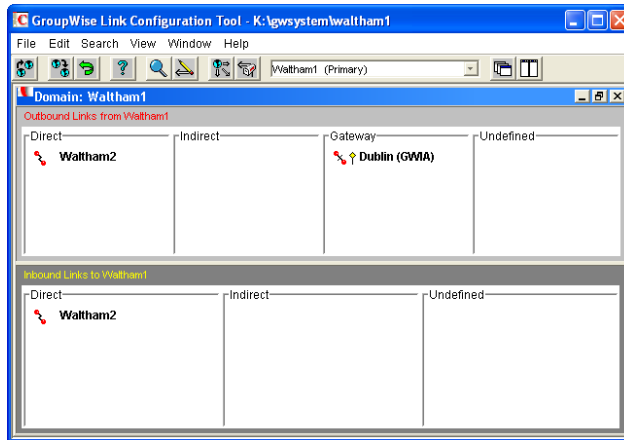 GroupWise Link Configuration Tool - K:\gwsystem\waltham1
File Edit Search View Window Help
Waltham1 (Primary)
Domain: Waltham1
Outbound Links from Waltham1
Direct Indirect Gateway Undefined
Waltham2 Dublin (GWIA)
Inbound Links to Waltham1
Direct Indirect Undefined
Waltham2